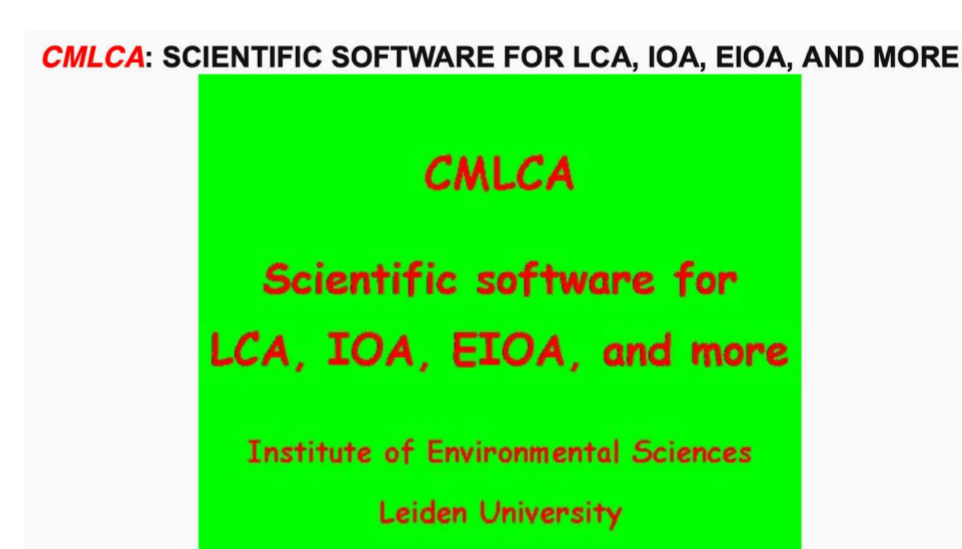 CMLCA: SCIENTIFIC SOFTWARE FOR LCA, IOA, EIOA, AND MORE
CMLCA
Scientific software for
LCA, IOA, EIOA, and more
Institute of Environmental Sciences
Leiden University